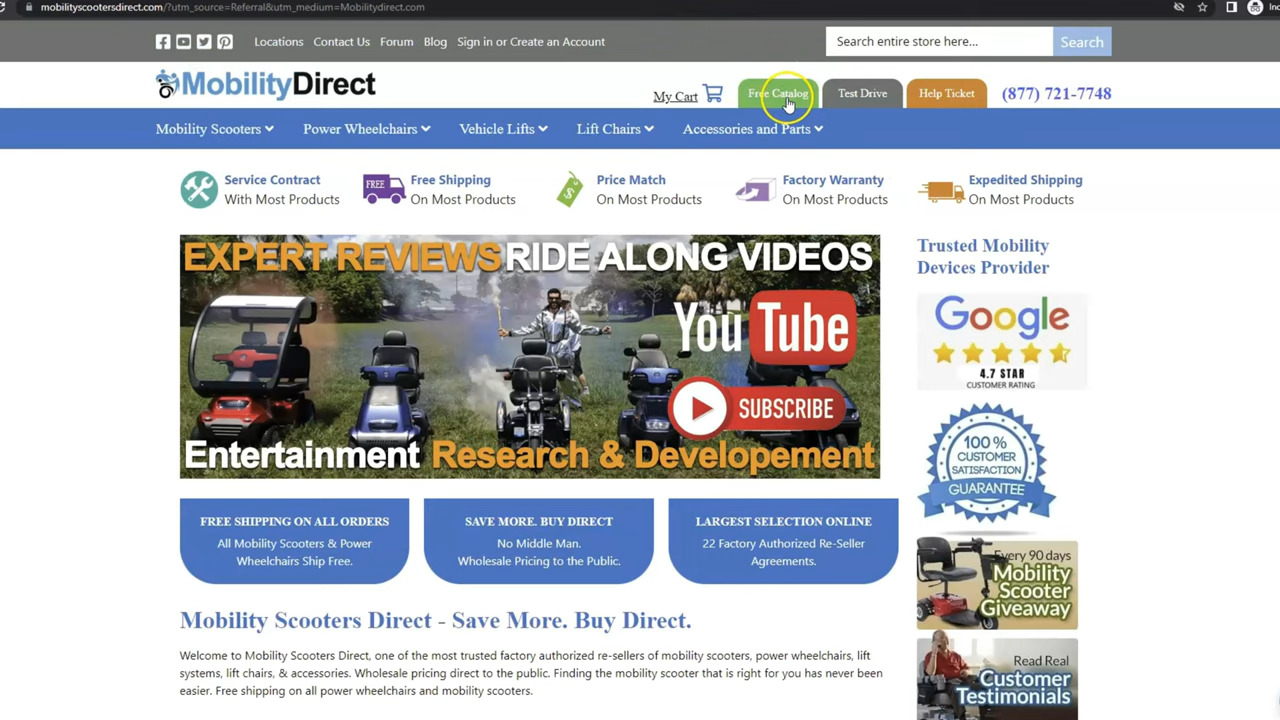 mobilityscootersdirect.com/?utm_source=Referral&utm_medium=Mobilitydirect.com
Locations Contact Us Forum Blog Sign in or Create an Account
Search entire store here... Search
MobilityDirect
My Cart Free Catalog Test Drive Help Ticket (877) 721-7748
Mobility Scooters Power Wheelchairs Vehicle Lifts Lift Chairs Accessories and Parts
Service Contract
With Most Products
FREE
Free Shipping
On Most Products
$
Price Match
On Most Products
Factory Warranty
On Most Products
Expedited Shipping
On Most Products
EXPERT REVIEWS RIDE ALONG VIDEOS
YouTube
SUBSCRIBE
Entertainment Research & Developement
Trusted Mobility
Devices Provider
Google
4.7 STAR
CUSTOMER RATING
100%
CUSTOMER
SATISFACTION
GUARANTEE
Every 90 days
Mobility
Scooter
Giveaway
Read Real
Customer
Testimonials
FREE SHIPPING ON ALL ORDERS
All Mobility Scooters & Power
Wheelchairs Ship Free.
SAVE MORE. BUY DIRECT
No Middle Man.
Wholesale Pricing to the Public.
LARGEST SELECTION ONLINE
22 Factory Authorized Re-Seller
Agreements.
Mobility Scooters Direct - Save More. Buy Direct.
Welcome to Mobility Scooters Direct, one of the most trusted factory authorized re-sellers of mobility scooters, power wheelchairs, lift
systems, lift chairs, & accessories. Wholesale pricing direct to the public. Finding the mobility scooter that is right for you has never been
easier. Free shipping on all power wheelchairs and mobility scooters.